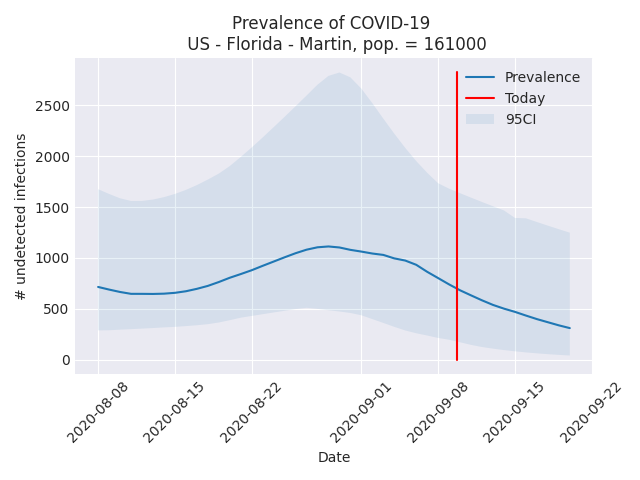 Prevalence of COVID-19
US - Florida - Martin, pop. = 161000
Prevalence
Today
95CI
# undetected infections
2500
2000
1500
1000
500
0
2020-08-08
2020-08-15
2020-08-22
2020-09-01
2020-09-08
2020-09-15
2020-09-22
Date